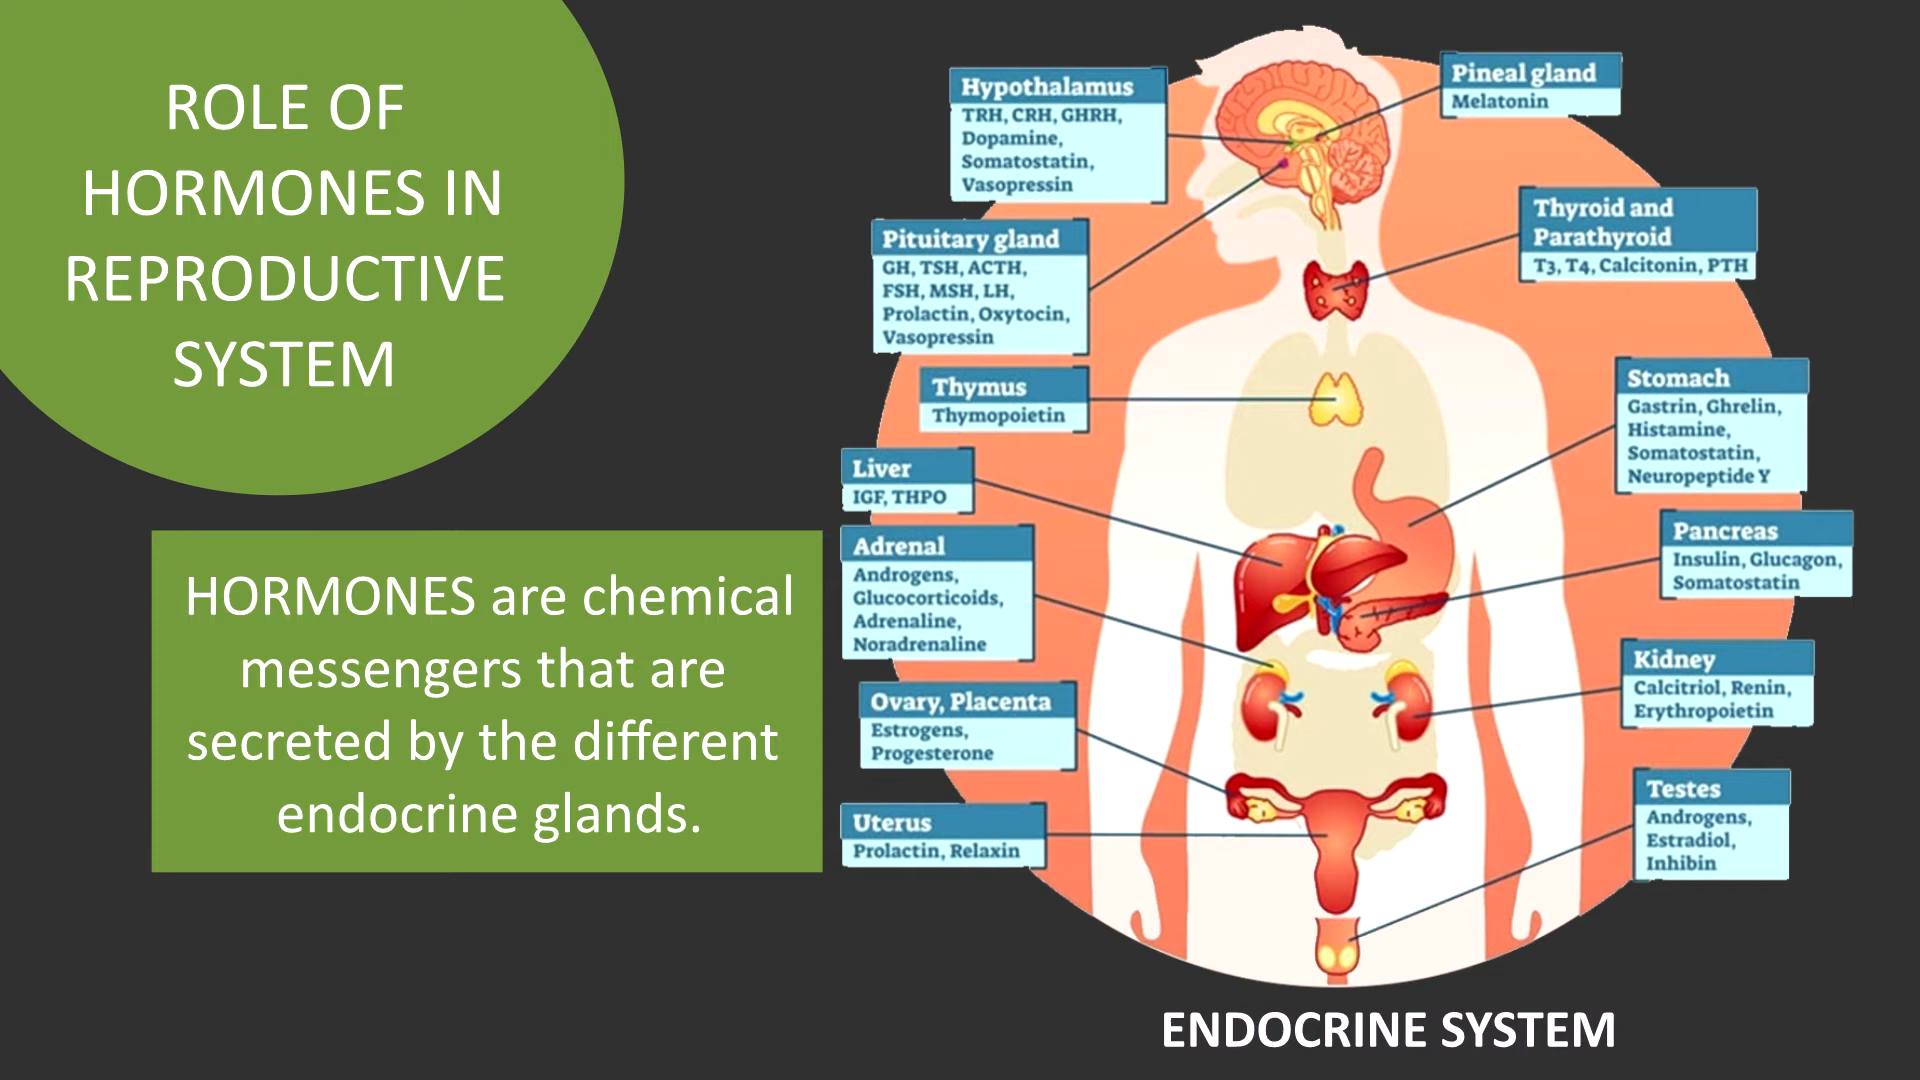 ROLE OF
HORMONES IN
REPRODUCTIVE
SYSTEM
HORMONES are chemical
messengers that are
secreted by the different
endocrine glands.
Hypothalamus
TRH, CRH, GHRH,
Dopamine,
Somatostatin,
Vasopressin
Pituitary gland
GH, TSH, ACTH,
FSH, MSH, LH,
Prolactin, Oxytocin,
Vasopressin
Thymus
Thymopoietin
Liver
IGF, THPO
Adrenal
Androgens,
Glucocorticoids,
Adrenaline,
Noradrenaline
Ovary, Placenta
Estrogens,
Progesterone
Uterus
Prolactin, Relaxin
Pineal gland
Melatonin
Thyroid and
Parathyroid
T3, T4, Calcitonin, PTH
Stomach
Gastrin, Ghrelin,
Histamine,
Somatostatin,
Neuropeptide Y
Pancreas
Insulin, Glucagon,
Somatostatin
Kidney
Calcitriol, Renin,
Erythropoietin
Testes
Androgens,
Estradiol,
Inhibin
ENDOCRINE SYSTEM